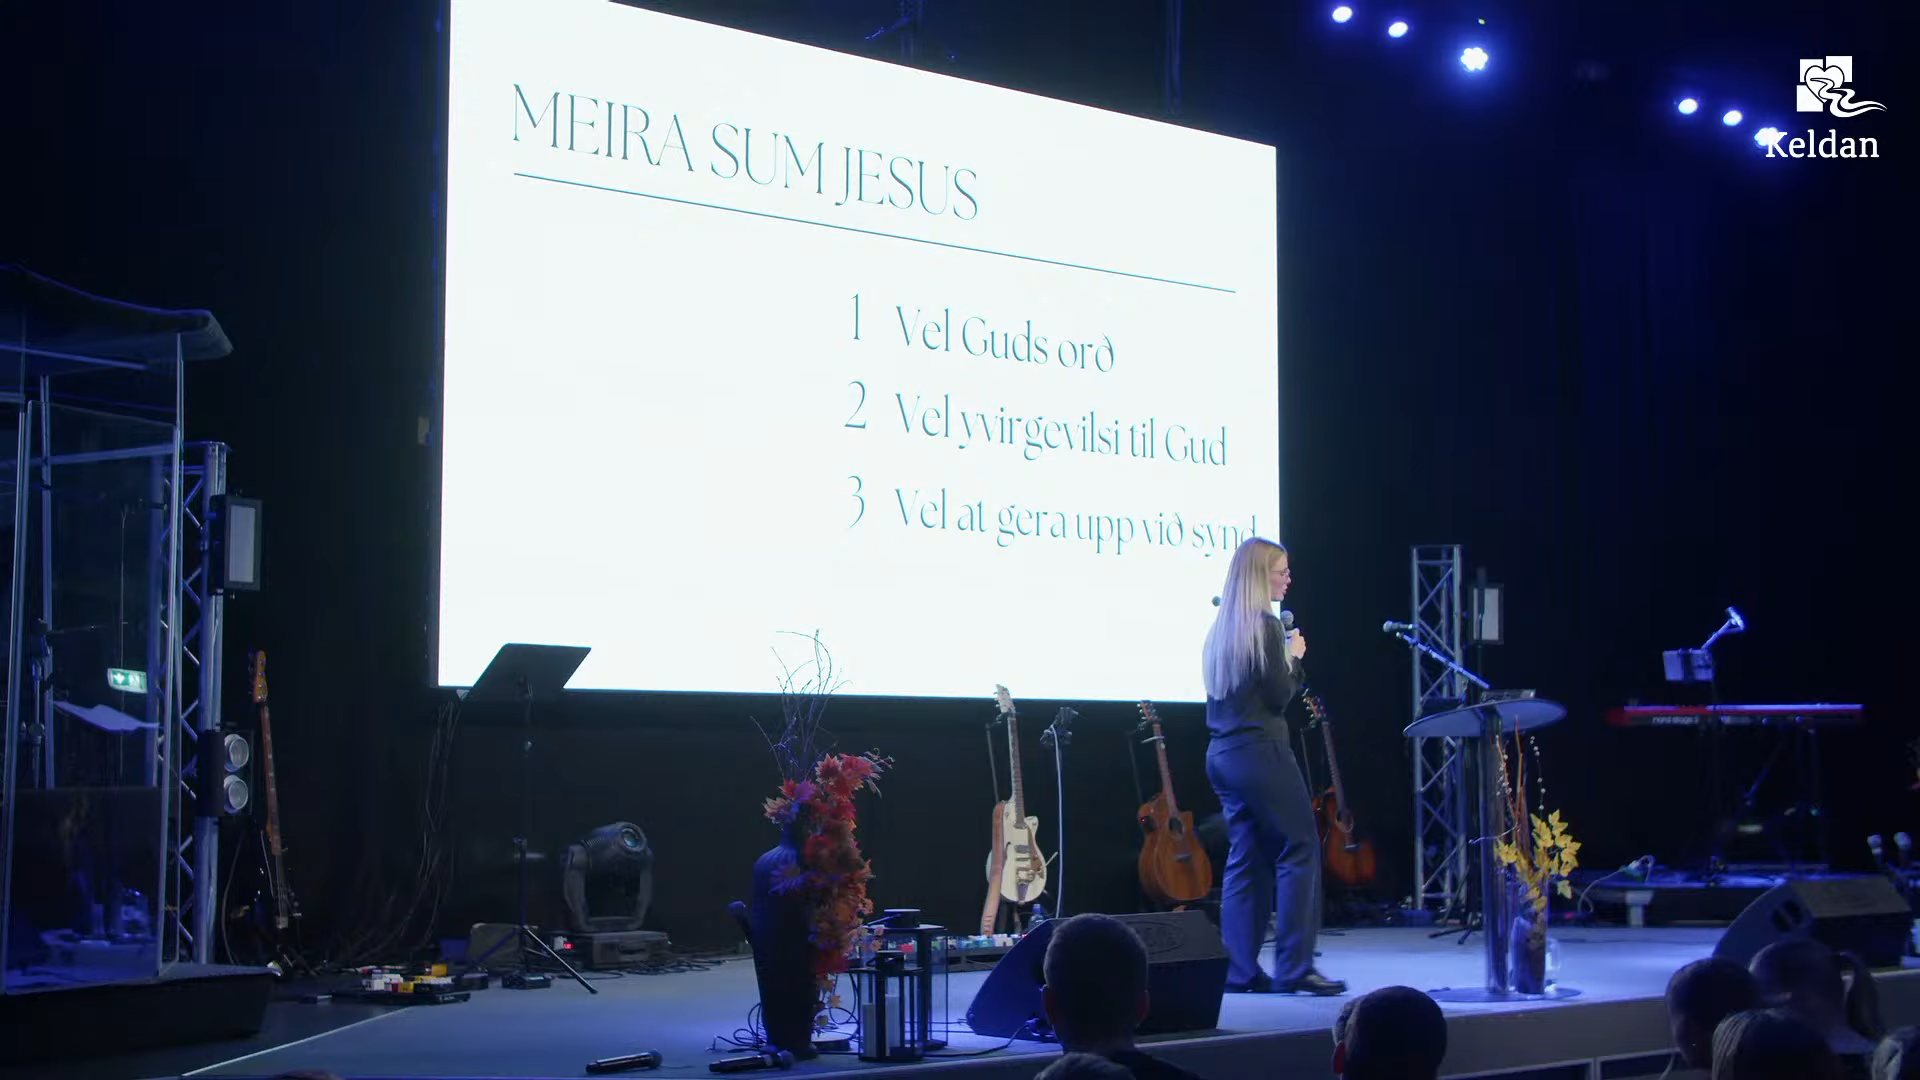 Keldan
MEIRA SUM JESUS
1 Vel Guds orð
2 Vel yvirgevilsi til Gud
3 Vel at gera upp við synd